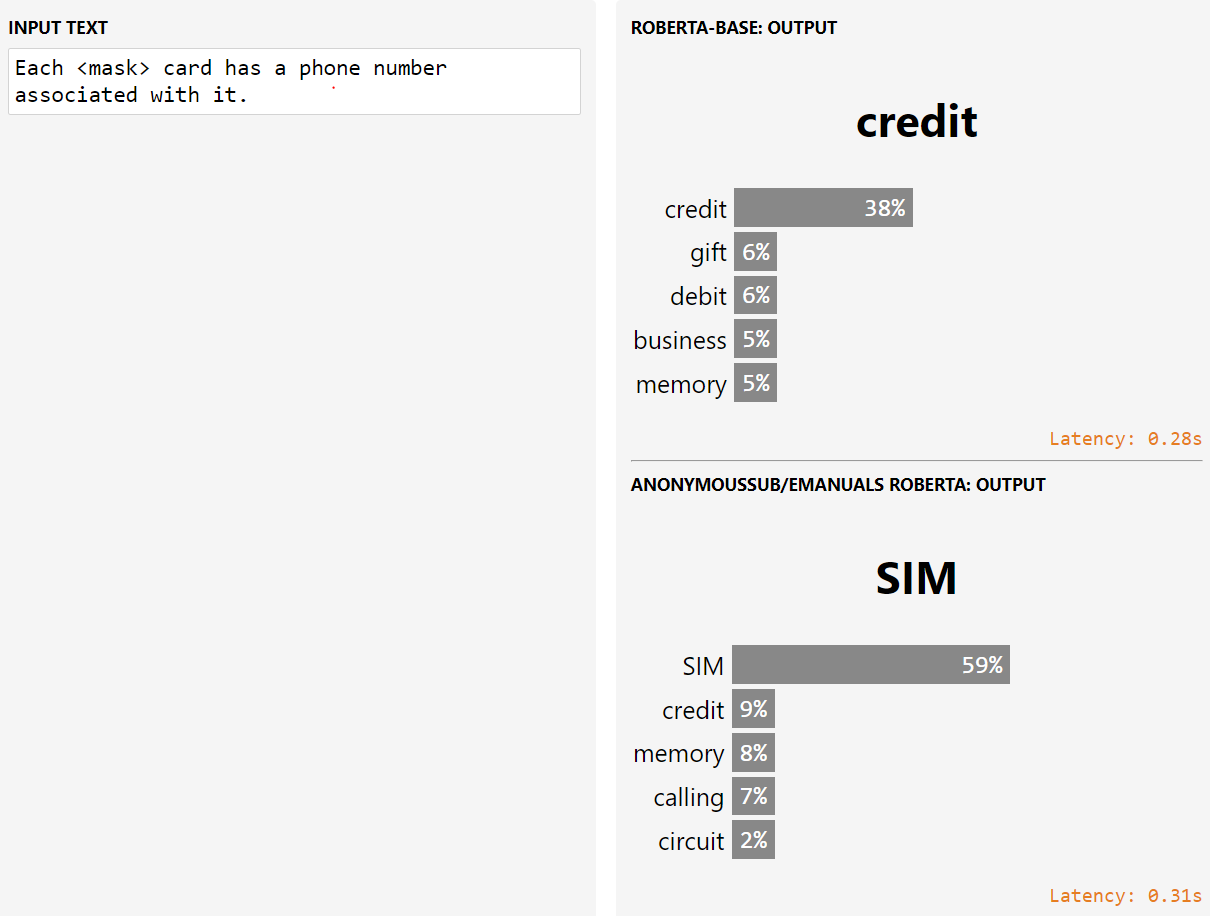 INPUT TEXT
Each <mask> card has a phone number
associated with it.
ROBERTA-BASE: OUTPUT
credit
credit 38%
gift 6%
debit 6%
business 5%
memory 5%
Latency: 0.28s
ANONYMOUSSUB/EMANUALS ROBERTA: OUTPUT
SIM
SIM 59%
credit 9%
memory 8%
calling 7%
circuit 2%
Latency: 0.31s